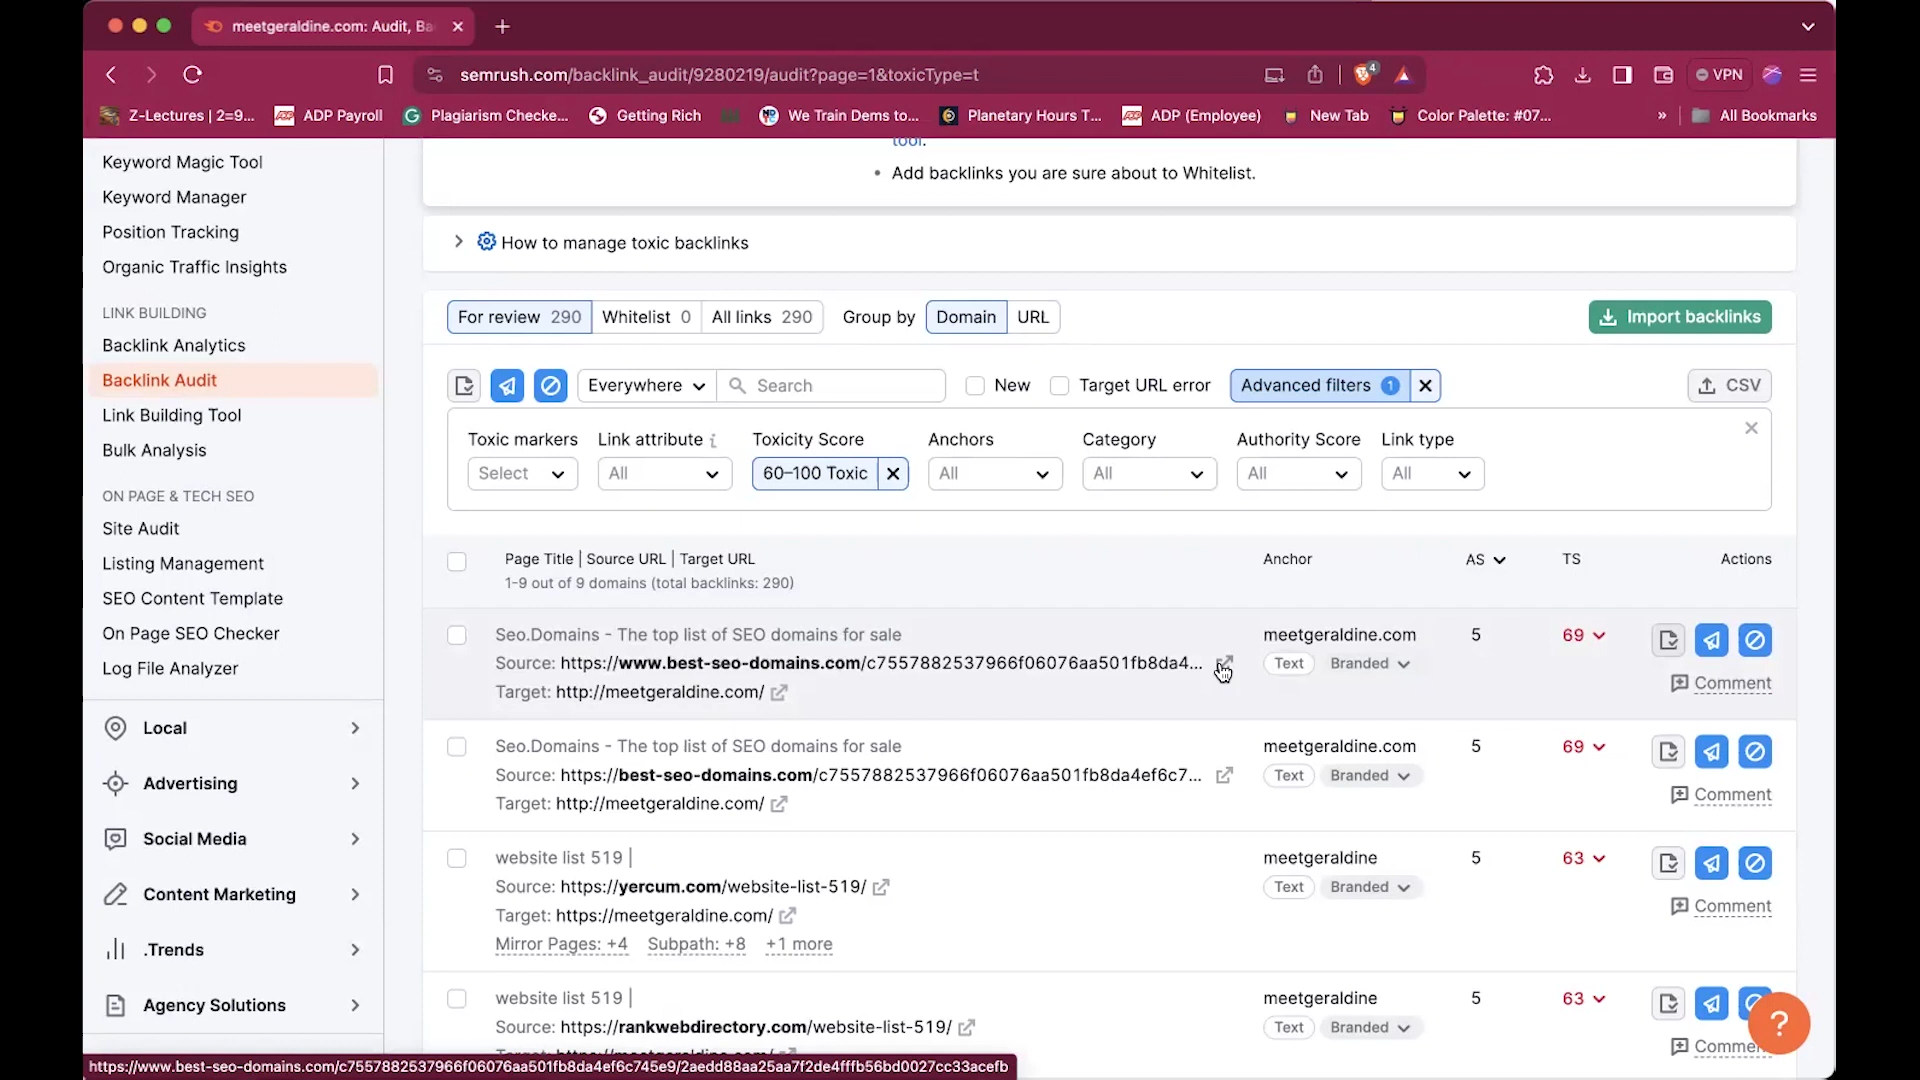 meetgeraldine.com: Audit, Ba
semrush.com/backlink_audit/9280219/audit?page=1&toxicType=t
4
VPN
Z-Lectures | 2=9...
ADP Payroll
Plagiarism Checke...
Getting Rich
We Train Dems to...
Planetary Hours T...
ADP (Employee)
New Tab
Color Palette: #07...
»
All Bookmarks
Keyword Magic Tool
Keyword Manager
Position Tracking
Organic Traffic Insights
LINK BUILDING
Backlink Analytics
Backlink Audit
Link Building Tool
Bulk Analysis
ON PAGE & TECH SEO
Site Audit
Listing Management
SEO Content Template
On Page SEO Checker
Log File Analyzer
Local
Advertising
Social Media
Content Marketing
.Trends
Agency Solutions
tool.
• Add backlinks you are sure about to Whitelist.
How to manage toxic backlinks
For review 290
Whitelist 0
All links 290
Group by
Domain
URL
Import backlinks
Everywhere
Search
New
Target URL error
Advanced filters 1
CSV
Toxic markers
Link attribute i
Toxicity Score
Anchors
Category
Authority Score
Link type
Select
All
60–100 Toxic
All
All
All
All
Page Title | Source URL | Target URL
1-9 out of 9 domains (total backlinks: 290)
Anchor
AS
TS
Actions
Seo.Domains - The top list of SEO domains for sale
Source: https://www.best-seo-domains.com/c7557882537966f06076aa501fb8da4...
Target: http://meetgeraldine.com/
meetgeraldine.com
Text
Branded
5
69
Comment
Seo.Domains - The top list of SEO domains for sale
Source: https://best-seo-domains.com/c7557882537966f06076aa501fb8da4ef6c7...
Target: http://meetgeraldine.com/
meetgeraldine.com
Text
Branded
5
69
Comment
website list 519 |
Source: https://yercum.com/website-list-519/
Target: https://meetgeraldine.com/
Mirror Pages: +4
Subpath: +8
+1 more
meetgeraldine
Text
Branded
5
63
Comment
website list 519 |
Source: https://rankwebdirectory.com/website-list-519/
meetgeraldine
Text
Branded
5
63
Comment
?
https://www.best-seo-domains.com/c7557882537966f06076aa501fb8da4ef6c745e9/2aedd88aa25aa7f2de4fffb56bd0027cc33acefb